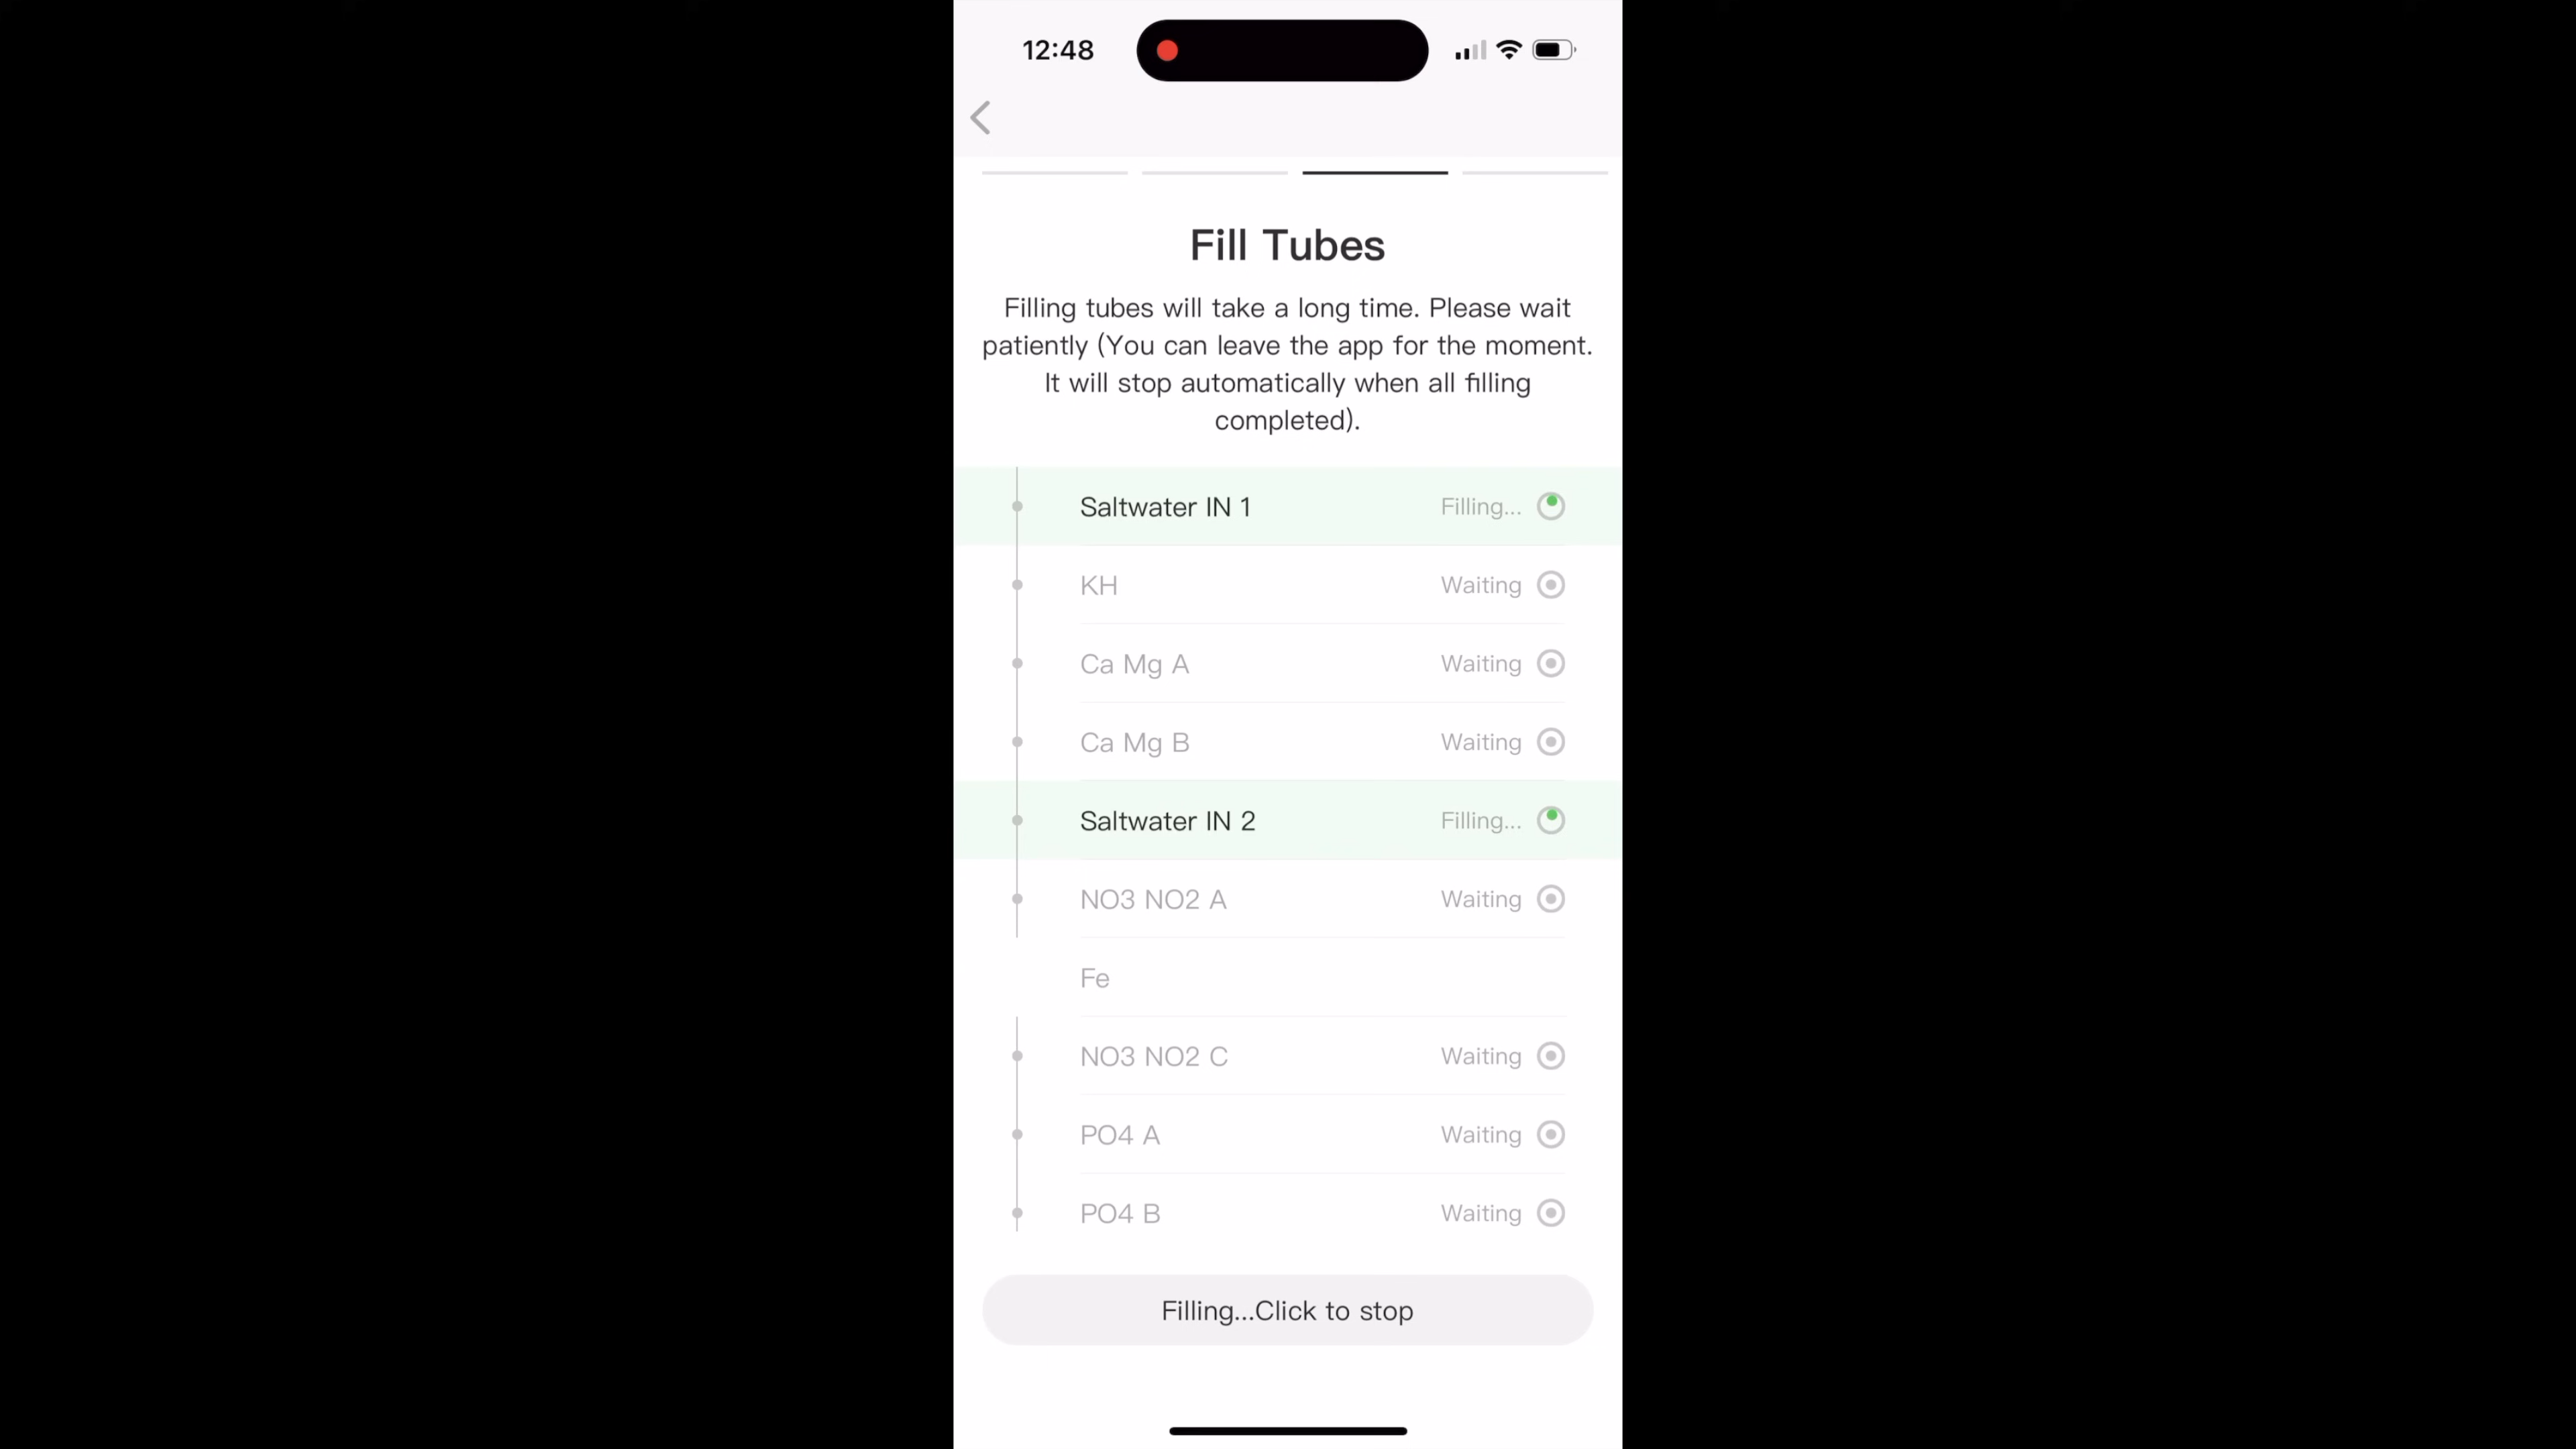 12:48
Fill Tubes
Filling tubes will take a long time. Please wait
patiently (You can leave the app for the moment.
It will stop automatically when all filling
completed).
Saltwater IN 1 Filling...
KH Waiting
Ca Mg A Waiting
Ca Mg B Waiting
Saltwater IN 2 Filling...
NO3 NO2 A Waiting
Fe
NO3 NO2 C Waiting
PO4 A Waiting
PO4 B Waiting
Filling...Click to stop